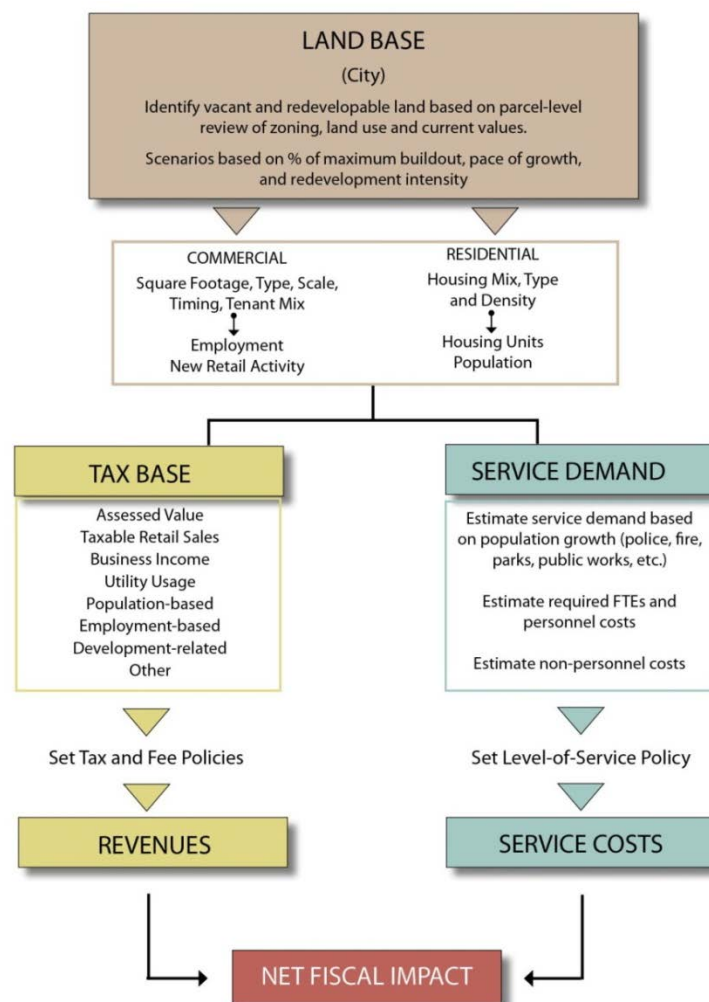 LAND BASE
(City)
Identify vacant and redevelopable land based on parcel-level
review of zoning, land use and current values.
Scenarios based on % of maximum buildout, pace of growth,
and redevelopment intensity
COMMERCIAL
Square Footage, Type, Scale,
Timing, Tenant Mix
Employment
New Retail Activity
RESIDENTIAL
Housing Mix, Type
and Density
Housing Units
Population
TAX BASE
Assessed Value
Taxable Retail Sales
Business Income
Utility Usage
Population-based
Employment-based
Development-related
Other
Set Tax and Fee Policies
REVENUES
SERVICE DEMAND
Estimate service demand based
on population growth (police, fire,
parks, public works, etc.)
Estimate required FTEs and
personnel costs
Estimate non-personnel costs
Set Level-of-Service Policy
SERVICE COSTS
NET FISCAL IMPACT